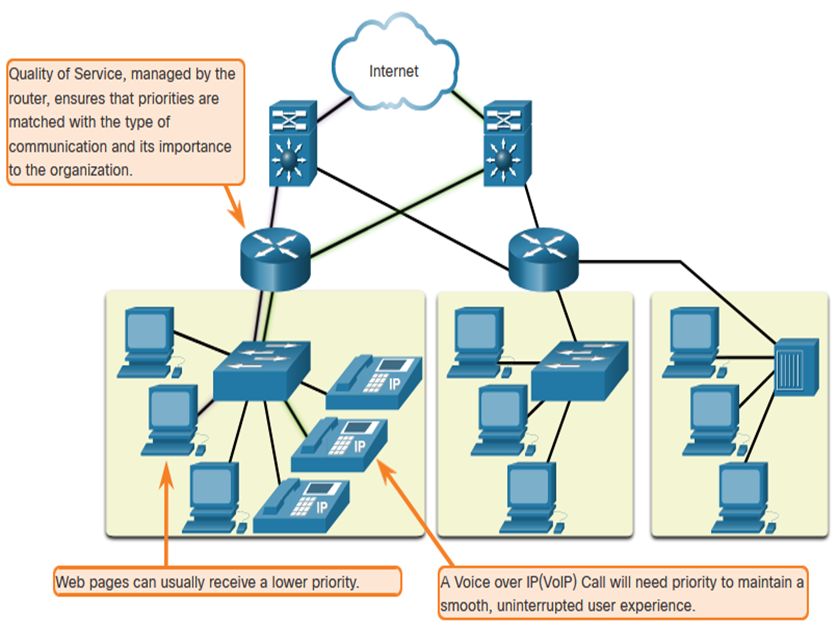 Internet
Quality of Service, managed by the
router, ensures that priorities are
matched with the type of
communication and its importance
to the organization.
IP
IP
IP
Web pages can usually receive a lower priority.
A Voice over IP(VoIP) Call will need priority to maintain a
smooth, uninterrupted user experience.